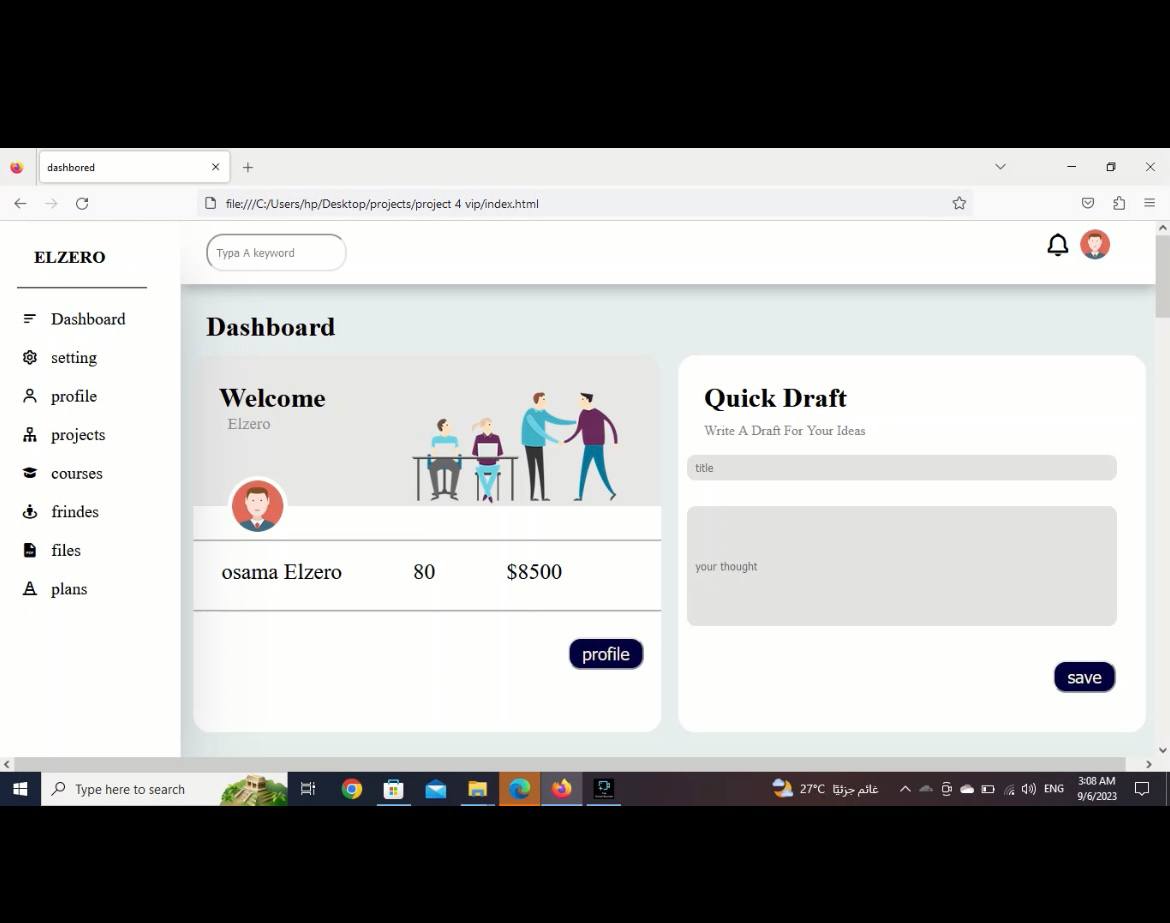 dashbored
file:///C:/Users/hp/Desktop/projects/project 4 vip/index.html
ELZERO
Typa A keyword
Dashboard
setting
profile
projects
courses
frindes
files
plans
Dashboard
Welcome
Elzero
osama Elzero 80 $8500
profile
Quick Draft
Write A Draft For Your Ideas
title
your thought
save
Type here to search
27°C غائم جزئيًا
ENG
3:08 AM
9/6/2023